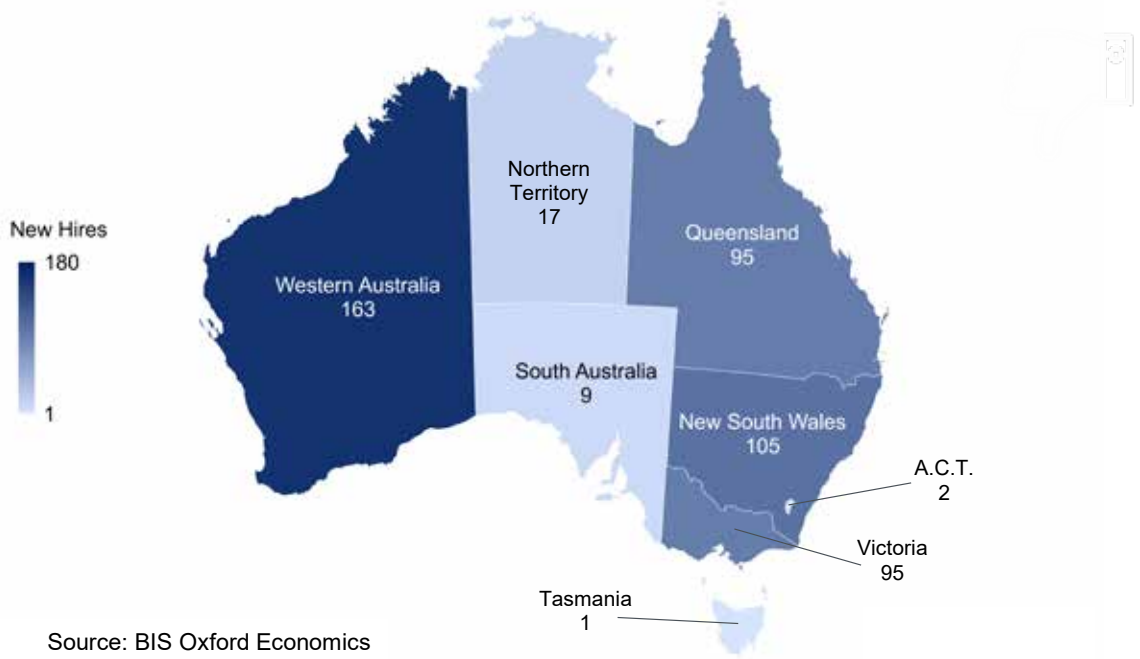 Northern
Territory
17
Queensland
95
New Hires
180
1
Western Australia
163
South Australia
9
New South Wales
105
A.C.T.
2
Victoria
95
Tasmania
1
Source: BIS Oxford Economics